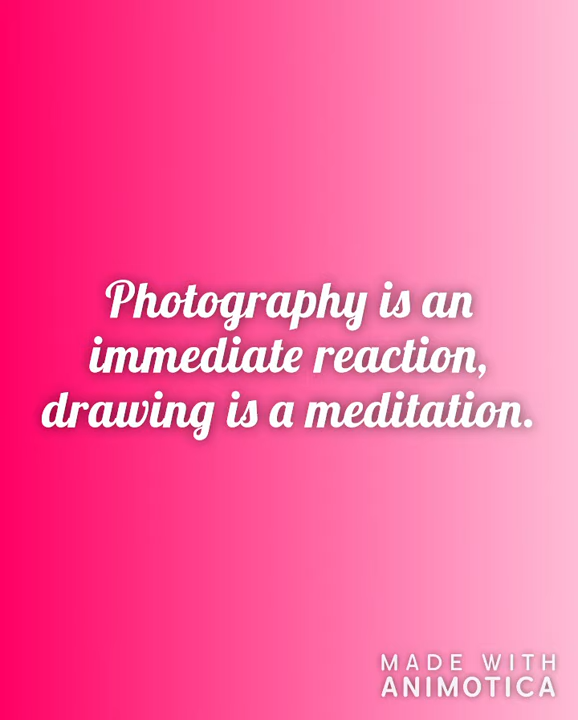 Photography is an
immediate reaction,
drawing is a meditation.
MADE WITH
ANIMOTICA